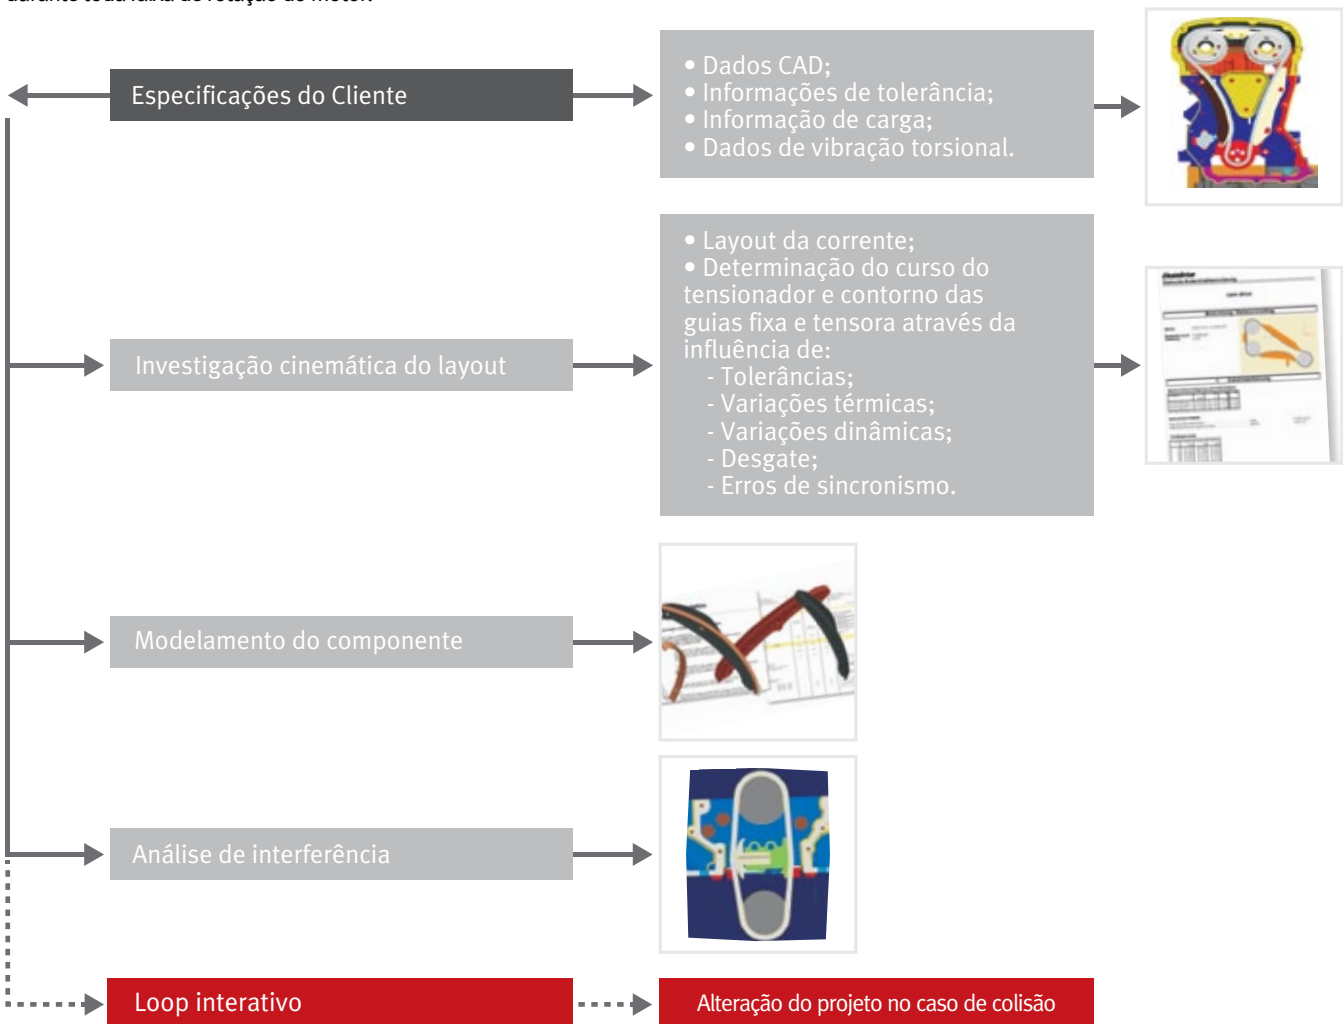 Especificações do Cliente
• Dados CAD;
• Informações de tolerância;
• Informação de carga;
• Dados de vibração torsional.
Investigação cinemática do layout
• Layout da corrente;
• Determinação do curso do
tensionador e contorno das
guias fixa e tensora através da
influência de:
- Tolerâncias;
- Variações térmicas;
- Variações dinâmicas;
- Desgate;
- Erros de sincronismo.
Modelamento do componente
Análise de interferência
Loop interativo
Alteração do projeto no caso de colisão